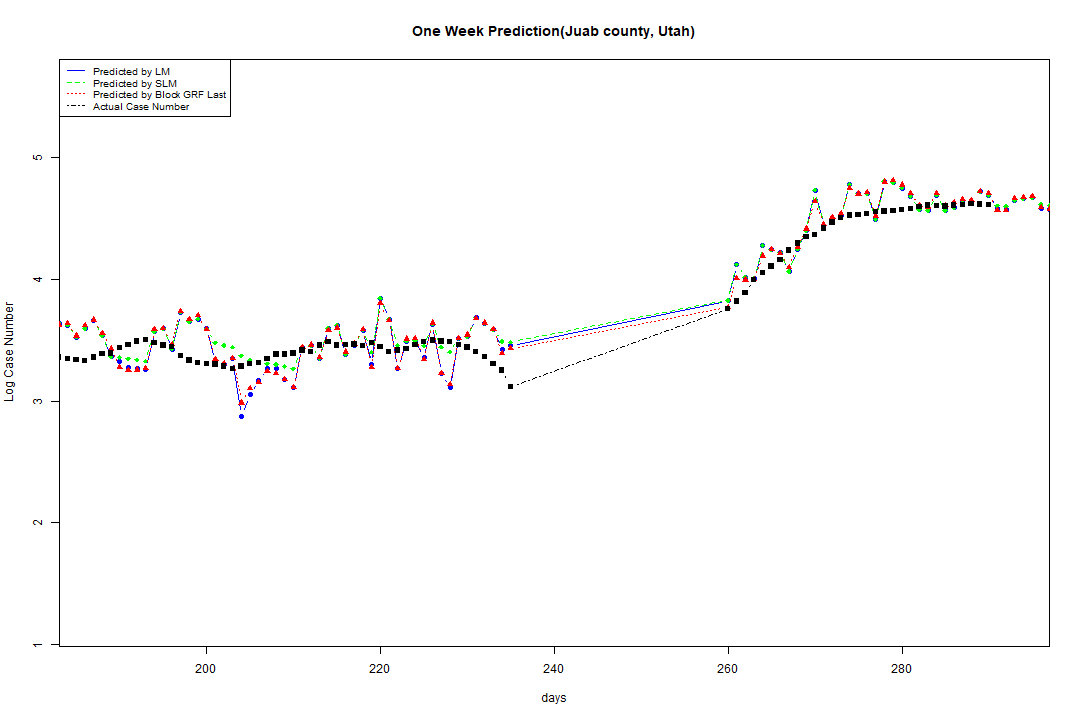 One Week Prediction(Juab county, Utah)
Predicted by LM
Predicted by SLM
Predicted by Block GRF Last
Actual Case Number
5
4
3
2
1
Log Case Number
200 220 240 260 280
days